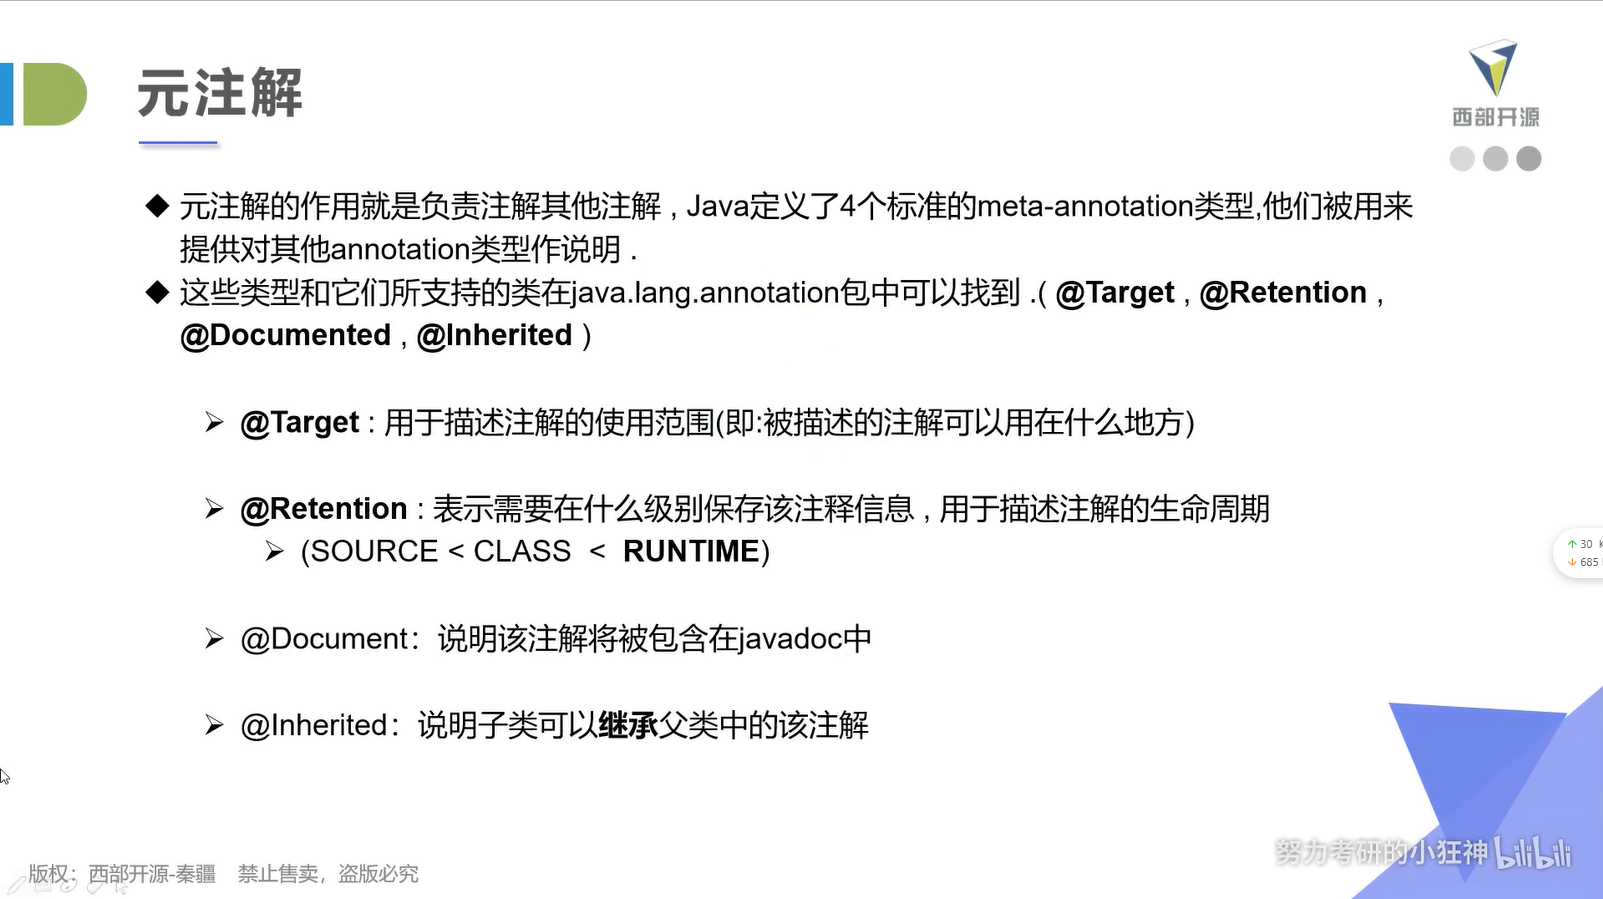 元注解
西部开源
◆ 元注解的作用就是负责注解其他注解 , Java定义了4个标准的meta-annotation类型,他们被用来
提供对其他annotation类型作说明 .
◆ 这些类型和它们所支持的类在java.lang.annotation包中可以找到 .( @Target , @Retention ,
@Documented , @Inherited )
➢ @Target : 用于描述注解的使用范围(即:被描述的注解可以用在什么地方)
➢ @Retention : 表示需要在什么级别保存该注释信息 , 用于描述注解的生命周期
➢ (SOURCE < CLASS < RUNTIME)
↑ 30 K
↓ 685
➢ @Document：说明该注解将被包含在javadoc中
➢ @Inherited：说明子类可以继承父类中的该注解
努力考研的小狂神 bilibili
版权：西部开源-秦疆 禁止售卖，盗版必究